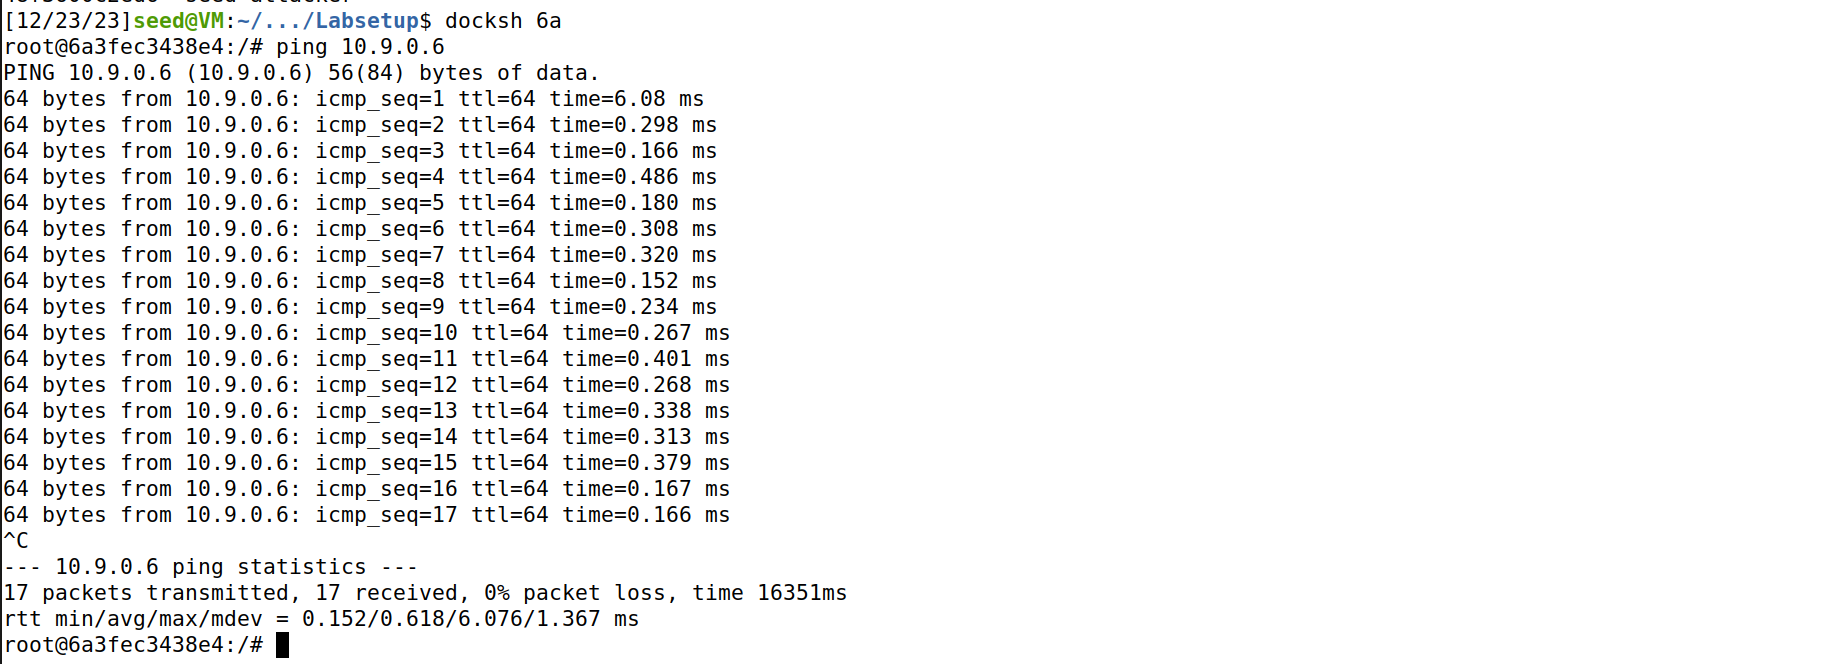 [12/23/23]seed@VM:~/.../Labsetup$ docksh 6a
root@6a3fec3438e4:/# ping 10.9.0.6
PING 10.9.0.6 (10.9.0.6) 56(84) bytes of data.
64 bytes from 10.9.0.6: icmp_seq=1 ttl=64 time=6.08 ms
64 bytes from 10.9.0.6: icmp_seq=2 ttl=64 time=0.298 ms
64 bytes from 10.9.0.6: icmp_seq=3 ttl=64 time=0.166 ms
64 bytes from 10.9.0.6: icmp_seq=4 ttl=64 time=0.486 ms
64 bytes from 10.9.0.6: icmp_seq=5 ttl=64 time=0.180 ms
64 bytes from 10.9.0.6: icmp_seq=6 ttl=64 time=0.308 ms
64 bytes from 10.9.0.6: icmp_seq=7 ttl=64 time=0.320 ms
64 bytes from 10.9.0.6: icmp_seq=8 ttl=64 time=0.152 ms
64 bytes from 10.9.0.6: icmp_seq=9 ttl=64 time=0.234 ms
64 bytes from 10.9.0.6: icmp_seq=10 ttl=64 time=0.267 ms
64 bytes from 10.9.0.6: icmp_seq=11 ttl=64 time=0.401 ms
64 bytes from 10.9.0.6: icmp_seq=12 ttl=64 time=0.268 ms
64 bytes from 10.9.0.6: icmp_seq=13 ttl=64 time=0.338 ms
64 bytes from 10.9.0.6: icmp_seq=14 ttl=64 time=0.313 ms
64 bytes from 10.9.0.6: icmp_seq=15 ttl=64 time=0.379 ms
64 bytes from 10.9.0.6: icmp_seq=16 ttl=64 time=0.167 ms
64 bytes from 10.9.0.6: icmp_seq=17 ttl=64 time=0.166 ms
^C
--- 10.9.0.6 ping statistics ---
17 packets transmitted, 17 received, 0% packet loss, time 16351ms
rtt min/avg/max/mdev = 0.152/0.618/6.076/1.367 ms
root@6a3fec3438e4:/#